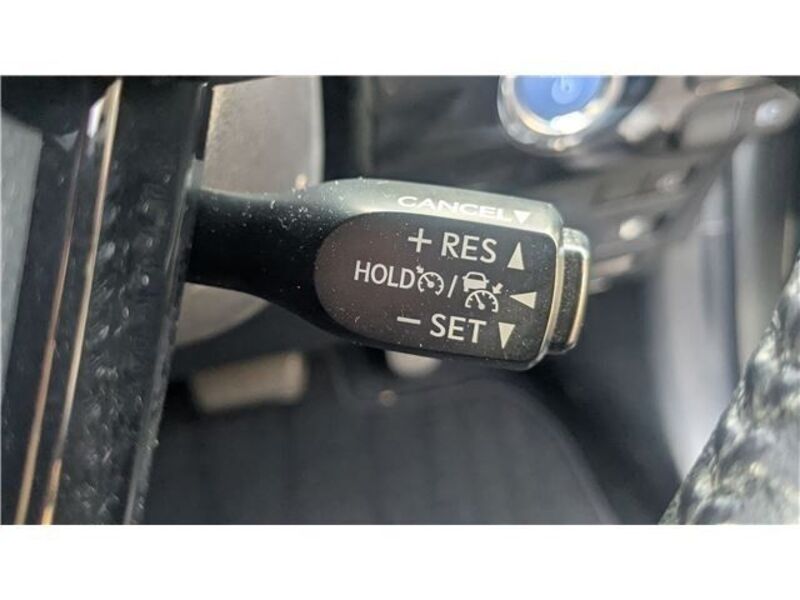 CANCEL▼
+ RES ▲
HOLD / ◀
− SET ▼